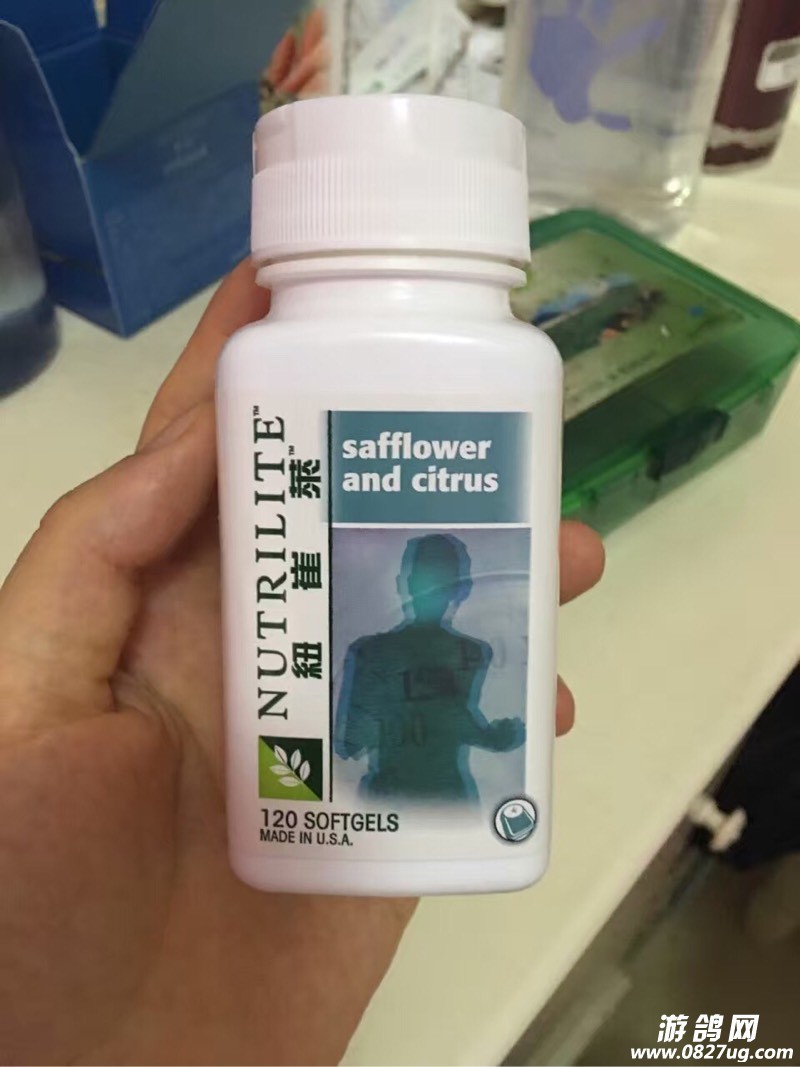 NUTRILITE™
紐崔萊™
safflower
and citrus
120 SOFTGELS
MADE IN U.S.A.
游鸽网
www.0827ug.com